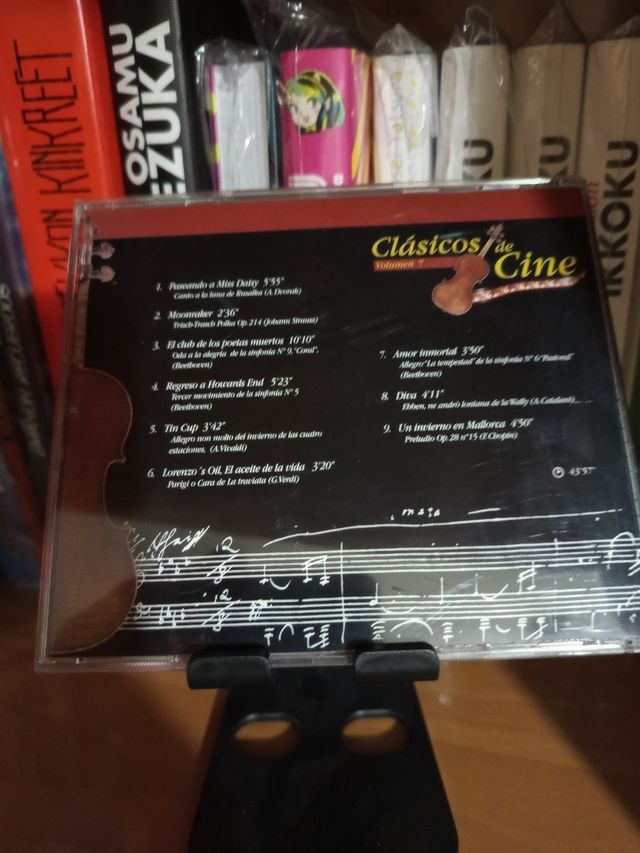 TEKKON KINKREET
OSAMU
TEZUKA
IKKOKU
Clásicos de
Cine
Volumen 7
1. Paseando a Miss Daisy 5'55"
Canto a la luna de Rusalka (A. Dvorak)
2. Moonraker 2'36"
Tritsch-Trasch Polka Op. 214 (Johann Strauss)
3. El club de los poetas muertos 10'10"
Oda a la alegría de la sinfonía Nº 9, "Coral",
(Beethoven)
4. Regreso a Howards End 5'23"
Tercer movimiento de la sinfonía Nº 5
(Beethoven)
5. Tin Cup 3'42"
Allegro non molto del invierno de las cuatro
estaciones, (A. Vivaldi)
6. Lorenzo´s Oil, El aceite de la vida 3'20"
Parigi o Cara de La traviata (G. Verdi)
7. Amor inmortal 3'50"
Allegro "La tempestad" de la sinfonía Nº 6 "Pastoral"
(Beethoven)
8. Diva 4'11"
Ebben, ne andrò lontana de la Wally (A. Catalani)
9. Un invierno en Mallorca 4'50"
Preludio Op. 28 nº 15 (F. Chopin)
43'57"